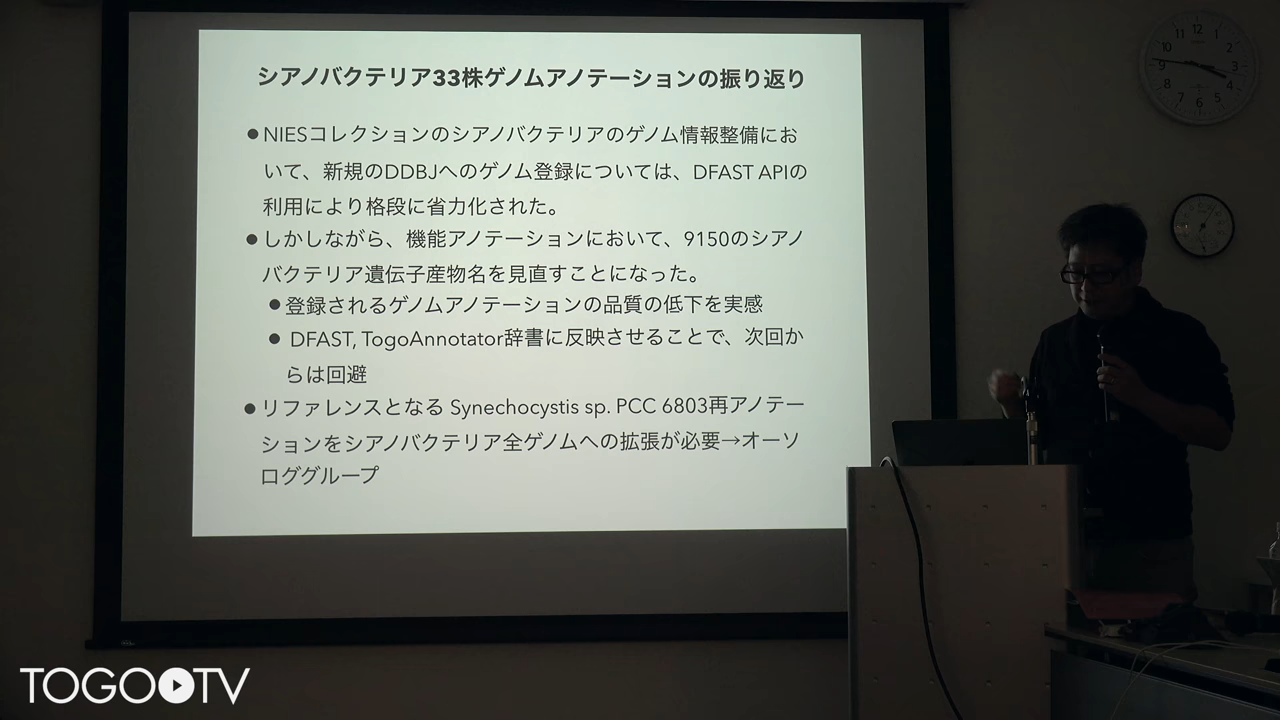 シアノバクテリア33株ゲノムアノテーションの振り返り
●NIESコレクションのシアノバクテリアのゲノム情報整備にお
いて、新規のDDBJへのゲノム登録については、DFAST APIの
利用により格段に省力化された。
●しかしながら、機能アノテーションにおいて、9150のシアノ
バクテリア遺伝子産物名を見直すことになった。
●登録されるゲノムアノテーションの品質の低下を実感
● DFAST, TogoAnnotator辞書に反映させることで、次回か
らは回避
●リファレンスとなる Synechocystis sp. PCC 6803再アノテー
ションをシアノバクテリア全ゲノムへの拡張が必要→オーソ
ロググループ
12
1
2
3
4
5
6
7
8
9
10
11
TOGOTV